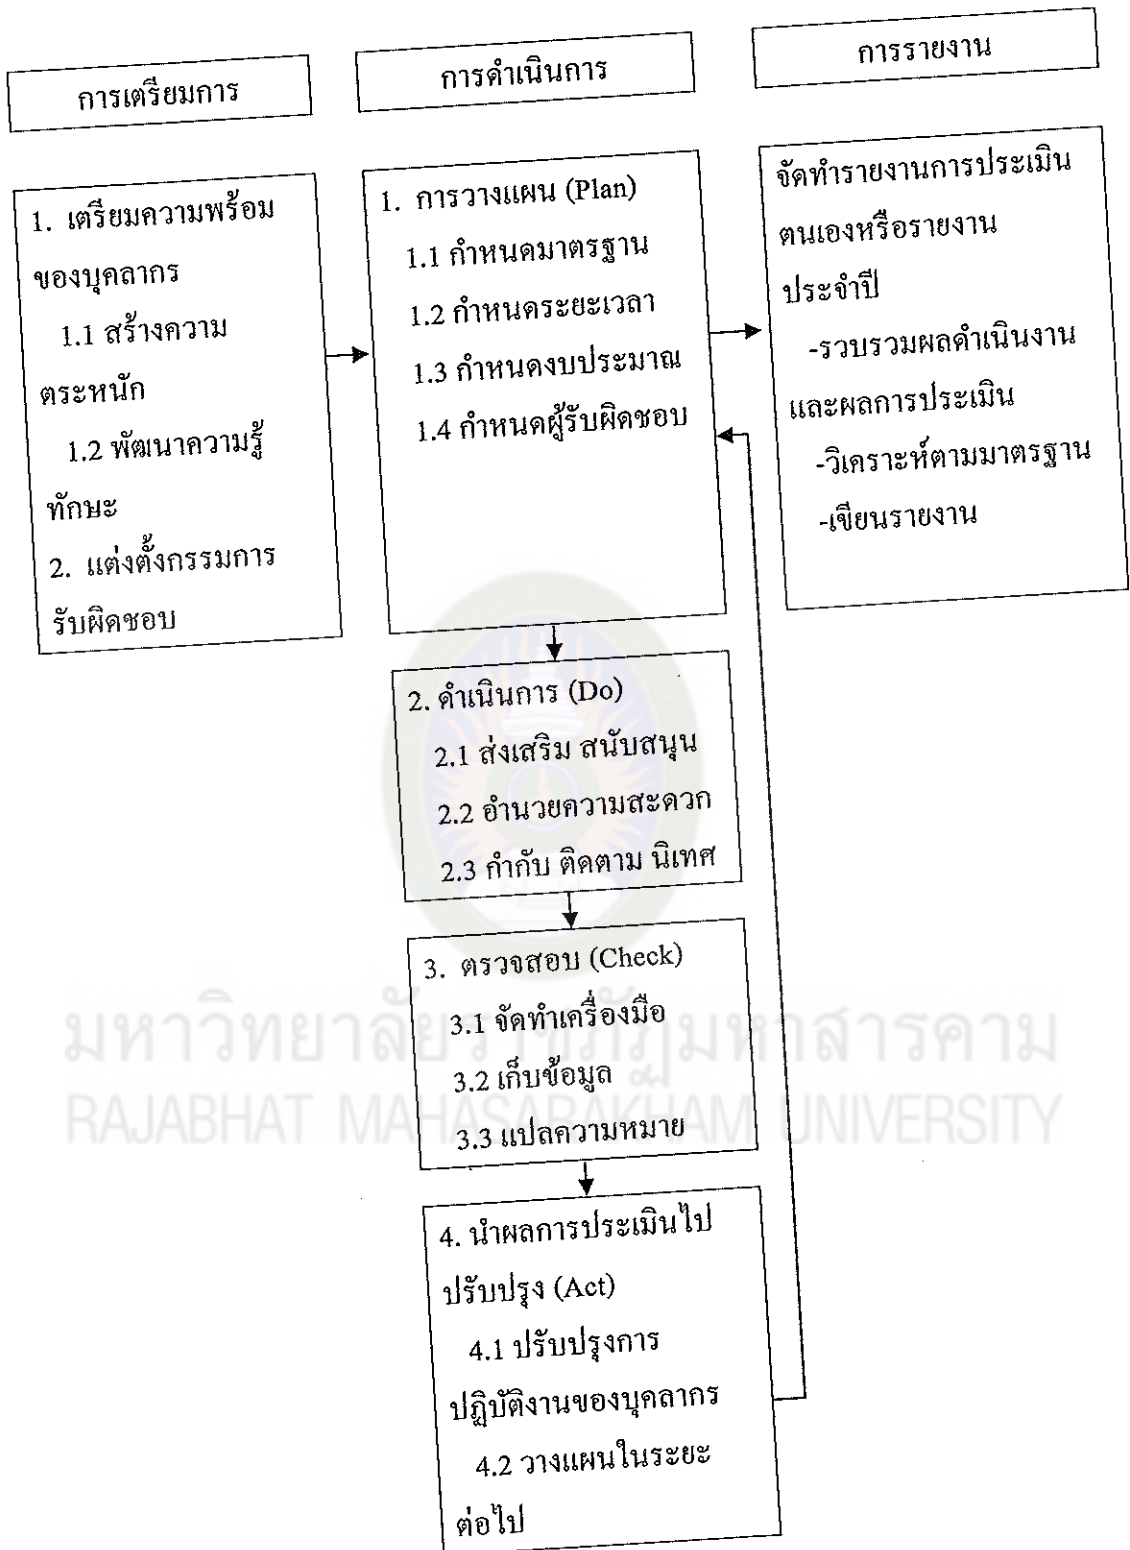 การเตรียมการ
การดำเนินการ
การรายงาน
1. เตรียมความพร้อม
ของบุคลากร
1.1 สร้างความ
ตระหนัก
1.2 พัฒนาความรู้
ทักษะ
2. แต่งตั้งกรรมการ
รับผิดชอบ
1. การวางแผน (Plan)
1.1 กำหนดมาตรฐาน
1.2 กำหนดระยะเวลา
1.3 กำหนดงบประมาณ
1.4 กำหนดผู้รับผิดชอบ
จัดทำรายงานการประเมิน
ตนเองหรือรายงาน
ประจำปี
-รวบรวมผลดำเนินงาน
และผลการประเมิน
-วิเคราะห์ตามมาตรฐาน
-เขียนรายงาน
2. ดำเนินการ (Do)
2.1 ส่งเสริม สนับสนุน
2.2 อำนวยความสะดวก
2.3 กำกับ ติดตาม นิเทศ
3. ตรวจสอบ (Check)
3.1 จัดทำเครื่องมือ
3.2 เก็บข้อมูล
3.3 แปลความหมาย
4. นำผลการประเมินไป
ปรับปรุง (Act)
4.1 ปรับปรุงการ
ปฏิบัติงานของบุคลากร
4.2 วางแผนในระยะ
ต่อไป
มหาวิทยาลัยราชภัฏมหาสารคาม
RAJABHAT MAHASARAKHAM UNIVERSITY